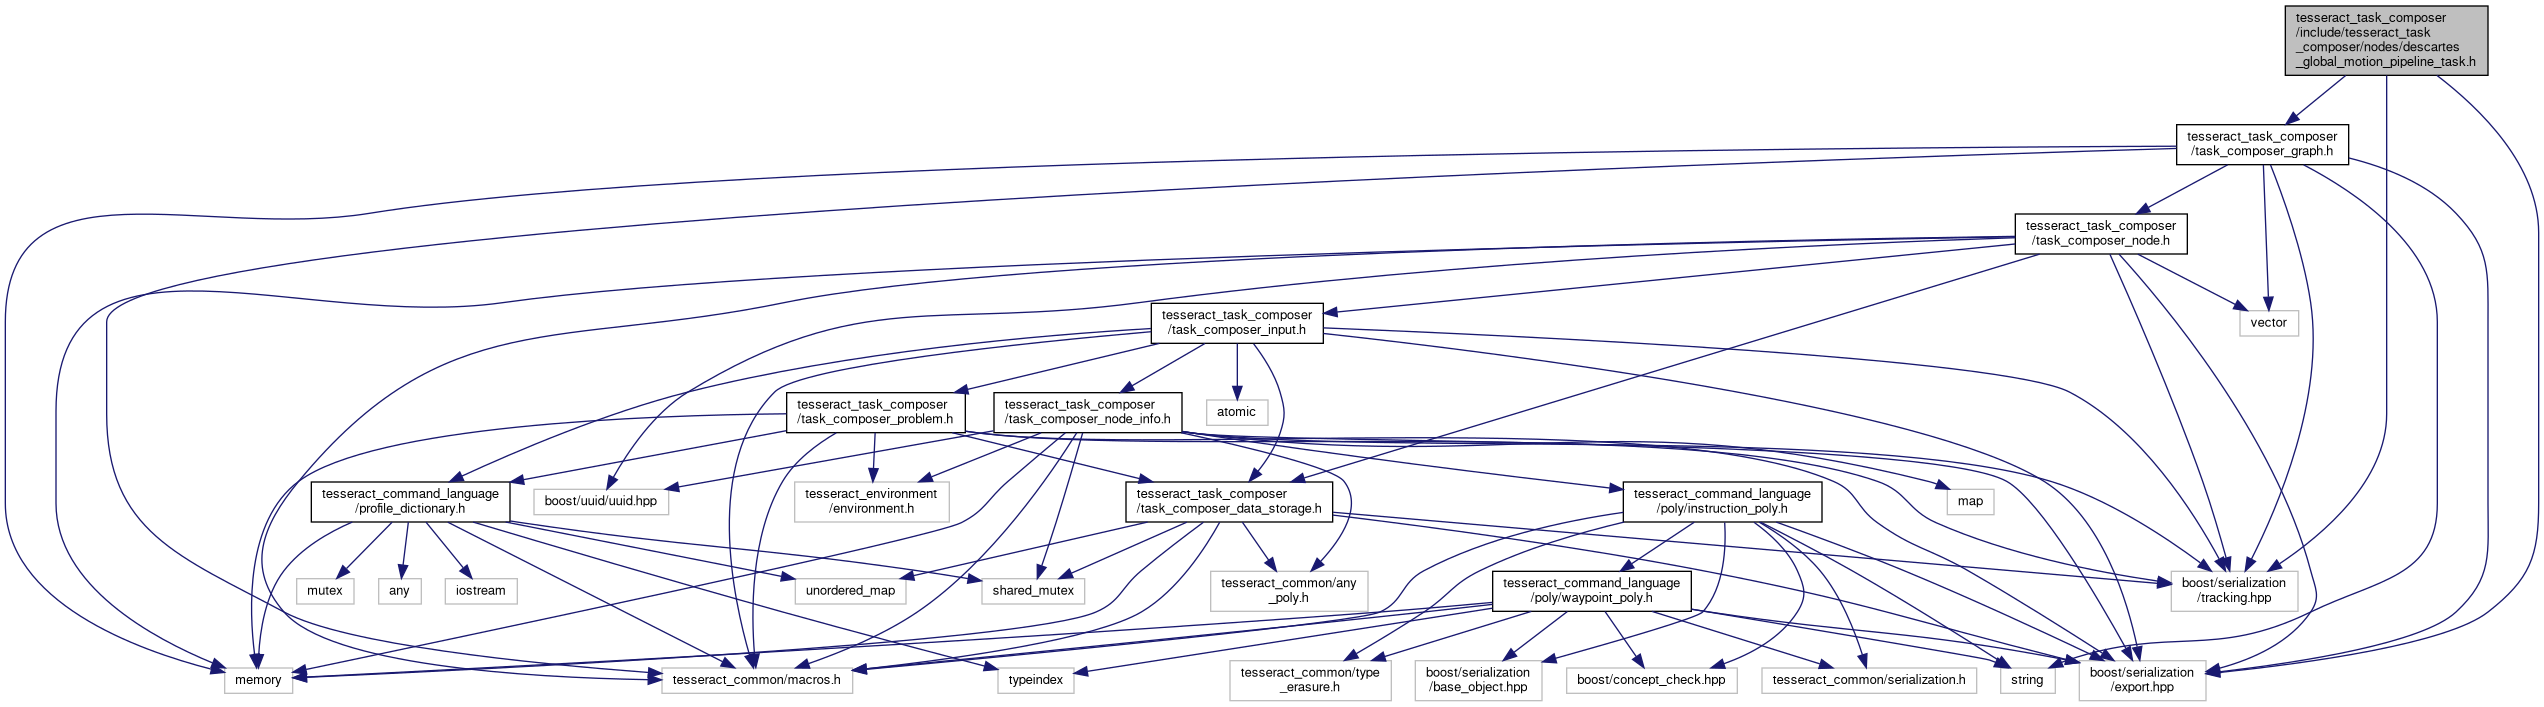 tesseract_task_composer
/include/tesseract_task
_composer/nodes/descartes
_global_motion_pipeline_task.h
tesseract_task_composer
/task_composer_graph.h
tesseract_task_composer
/task_composer_node.h
tesseract_task_composer
/task_composer_input.h
vector
tesseract_task_composer
/task_composer_problem.h
tesseract_task_composer
/task_composer_node_info.h
atomic
tesseract_command_language
/profile_dictionary.h
boost/uuid/uuid.hpp
tesseract_environment
/environment.h
tesseract_task_composer
/task_composer_data_storage.h
tesseract_command_language
/poly/instruction_poly.h
map
mutex
any
iostream
unordered_map
shared_mutex
tesseract_common/any
_poly.h
tesseract_command_language
/poly/waypoint_poly.h
boost/serialization
/tracking.hpp
memory
tesseract_common/macros.h
typeindex
tesseract_common/type
_erasure.h
boost/serialization
/base_object.hpp
boost/concept_check.hpp
tesseract_common/serialization.h
string
boost/serialization
/export.hpp